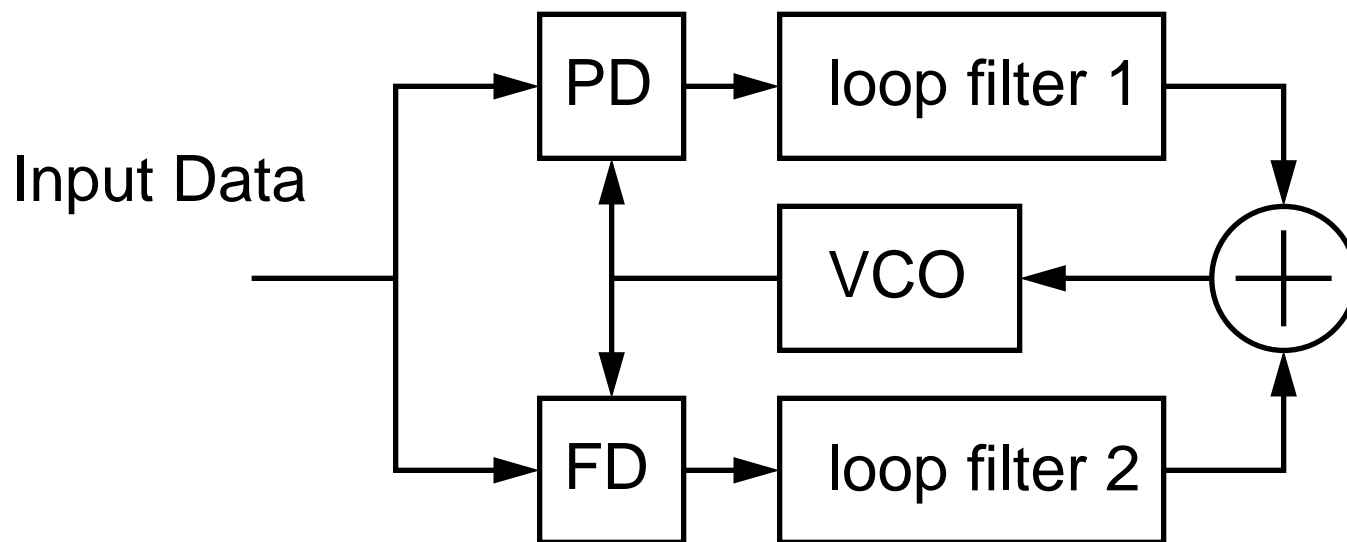 PD
loop filter 1
Input Data
VCO
FD
loop filter 2